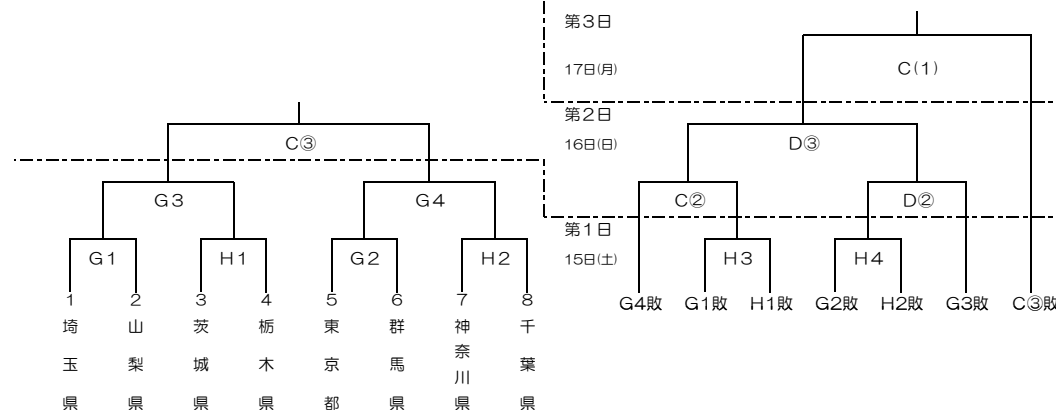 第3日
17日(月)
C(1)
第2日
16日(日)
C③
D③
G3
G4
C②
D②
第1日
15日(土)
G1
H1
G2
H2
H3
H4
1
2
3
4
5
6
7
8
G4敗
G1敗
H1敗
G2敗
H2敗
G3敗
C③敗
埼玉県
山梨県
茨城県
栃木県
東京都
群馬県
神奈川県
千葉県